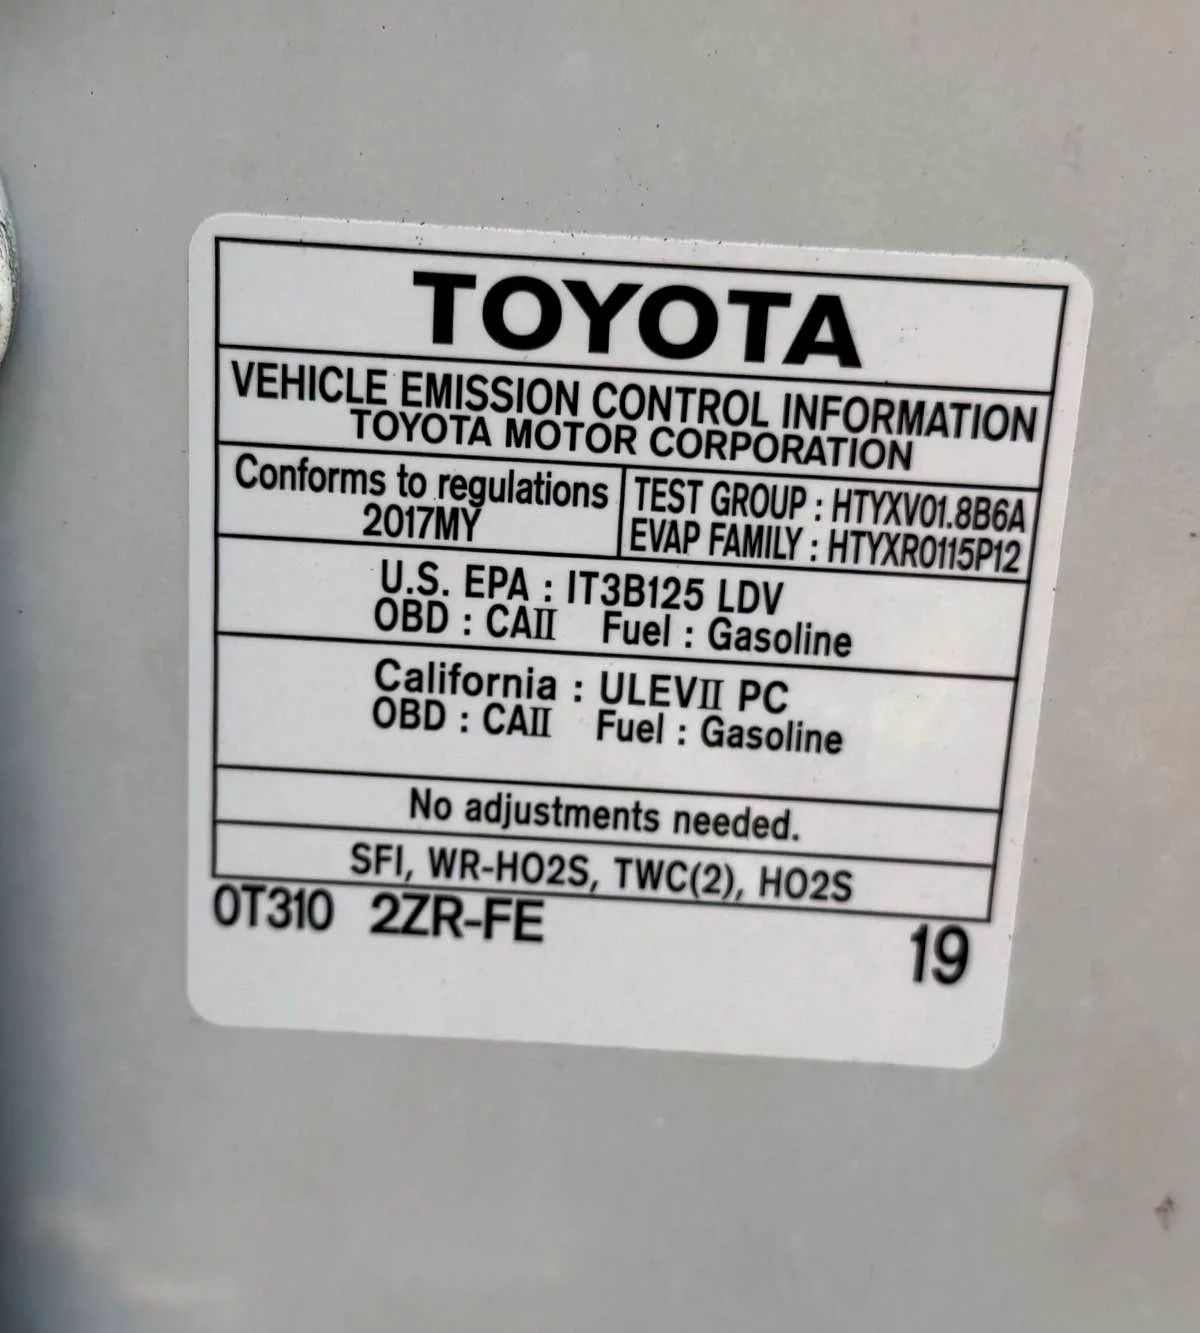 TOYOTA
VEHICLE EMISSION CONTROL INFORMATION
TOYOTA MOTOR CORPORATION
Conforms to regulations
2017MY
TEST GROUP : HTYXV01.8B6A
EVAP FAMILY : HTYXR0115P12
U.S. EPA : IT3B125 LDV
OBD : CAII Fuel : Gasoline
California : ULEVII PC
OBD : CAII Fuel : Gasoline
No adjustments needed.
SFI, WR-HO2S, TWC(2), HO2S
0T310 2ZR-FE
19